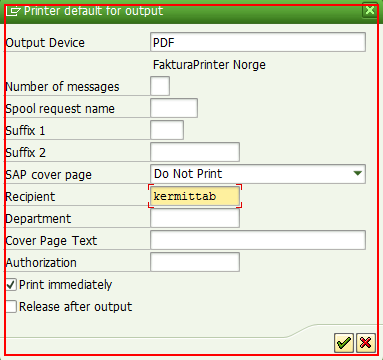 Printer default for output
Output Device PDF
FakturaPrinter Norge
Number of messages
Spool request name
Suffix 1
Suffix 2
SAP cover page Do Not Print
Recipient kermittab
Department
Cover Page Text
Authorization
Print immediately
Release after output